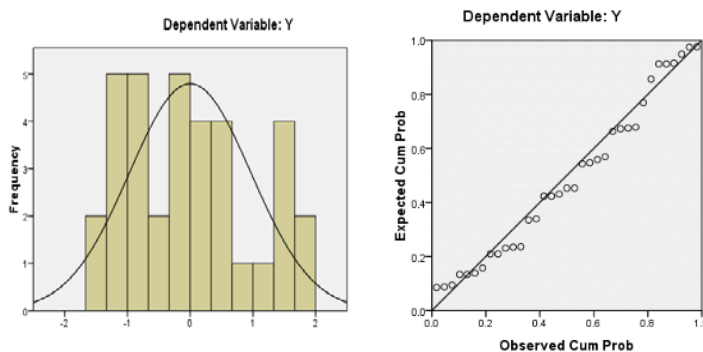 Dependent Variable: Y
Frequency
5
4
3
2
1
0
-2 -1 0 1 2
Dependent Variable: Y
Expected Cum Prob
1.0
0.8
0.6
0.4
0.2
0.0
0.0 0.2 0.4 0.6 0.8 1.0
Observed Cum Prob